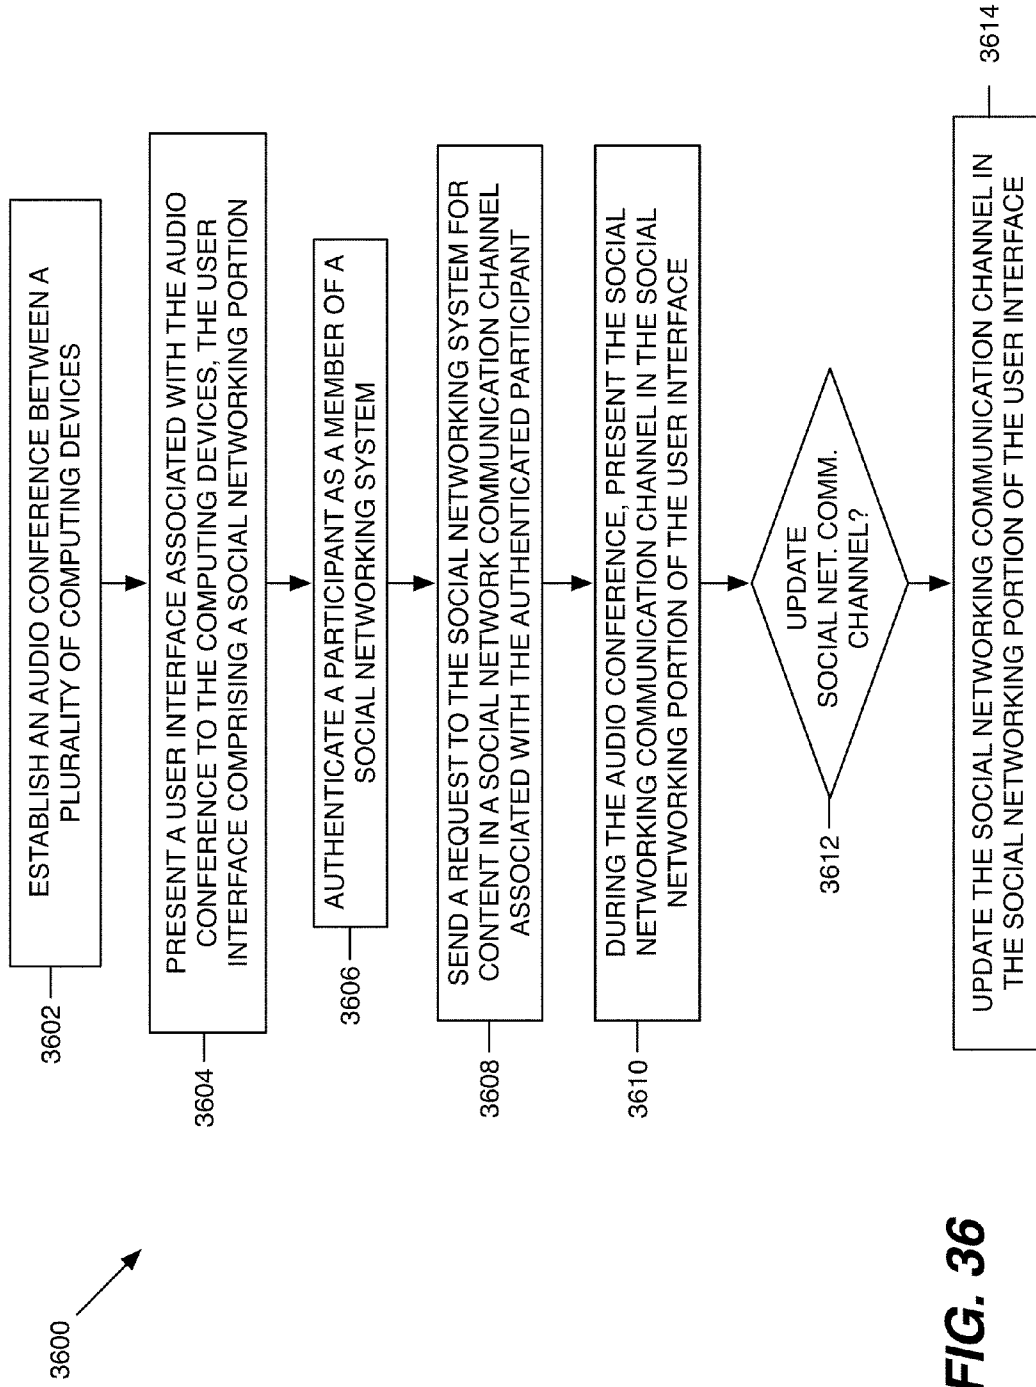 3600
3602
ESTABLISH AN AUDIO CONFERENCE BETWEEN A
PLURALITY OF COMPUTING DEVICES
3604
PRESENT A USER INTERFACE ASSOCIATED WITH THE AUDIO
CONFERENCE TO THE COMPUTING DEVICES, THE USER
INTERFACE COMPRISING A SOCIAL NETWORKING PORTION
3606
AUTHENTICATE A PARTICIPANT AS A MEMBER OF A
SOCIAL NETWORKING SYSTEM
3608
SEND A REQUEST TO THE SOCIAL NETWORKING SYSTEM FOR
CONTENT IN A SOCIAL NETWORK COMMUNICATION CHANNEL
ASSOCIATED WITH THE AUTHENTICATED PARTICIPANT
3610
DURING THE AUDIO CONFERENCE, PRESENT THE SOCIAL
NETWORKING COMMUNICATION CHANNEL IN THE SOCIAL
NETWORKING PORTION OF THE USER INTERFACE
3612
UPDATE
SOCIAL NET. COMM.
CHANNEL?
3614
UPDATE THE SOCIAL NETWORKING COMMUNICATION CHANNEL IN
THE SOCIAL NETWORKING PORTION OF THE USER INTERFACE
FIG. 36